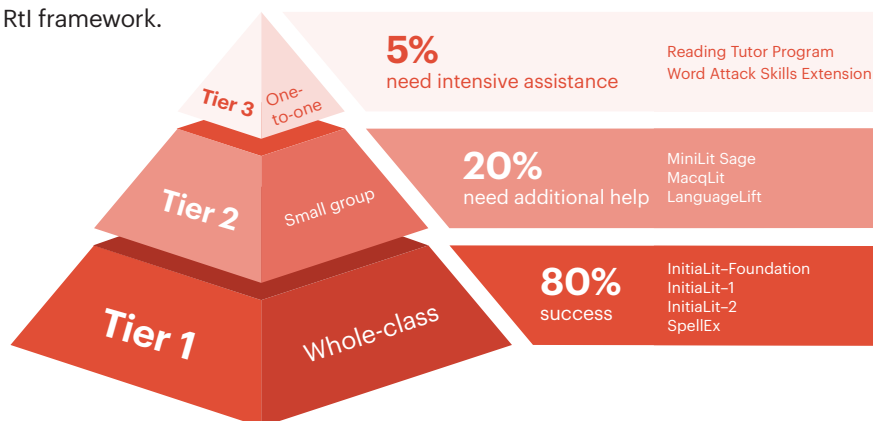 RtI framework.
Tier 3
One-
to-one
5%
need intensive assistance
Reading Tutor Program
Word Attack Skills Extension
Tier 2
Small group
20%
need additional help
MiniLit Sage
MacqLit
LanguageLift
Tier 1
Whole-class
80%
success
InitiaLit–Foundation
InitiaLit–1
InitiaLit–2
SpellEx